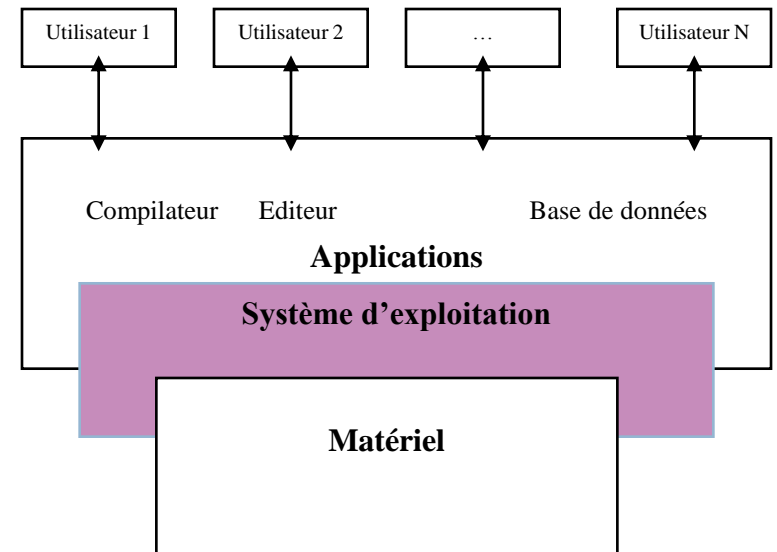 Utilisateur 1 Utilisateur 2 … Utilisateur N
Compilateur Editeur Base de données
Applications
Système d’exploitation
Matériel